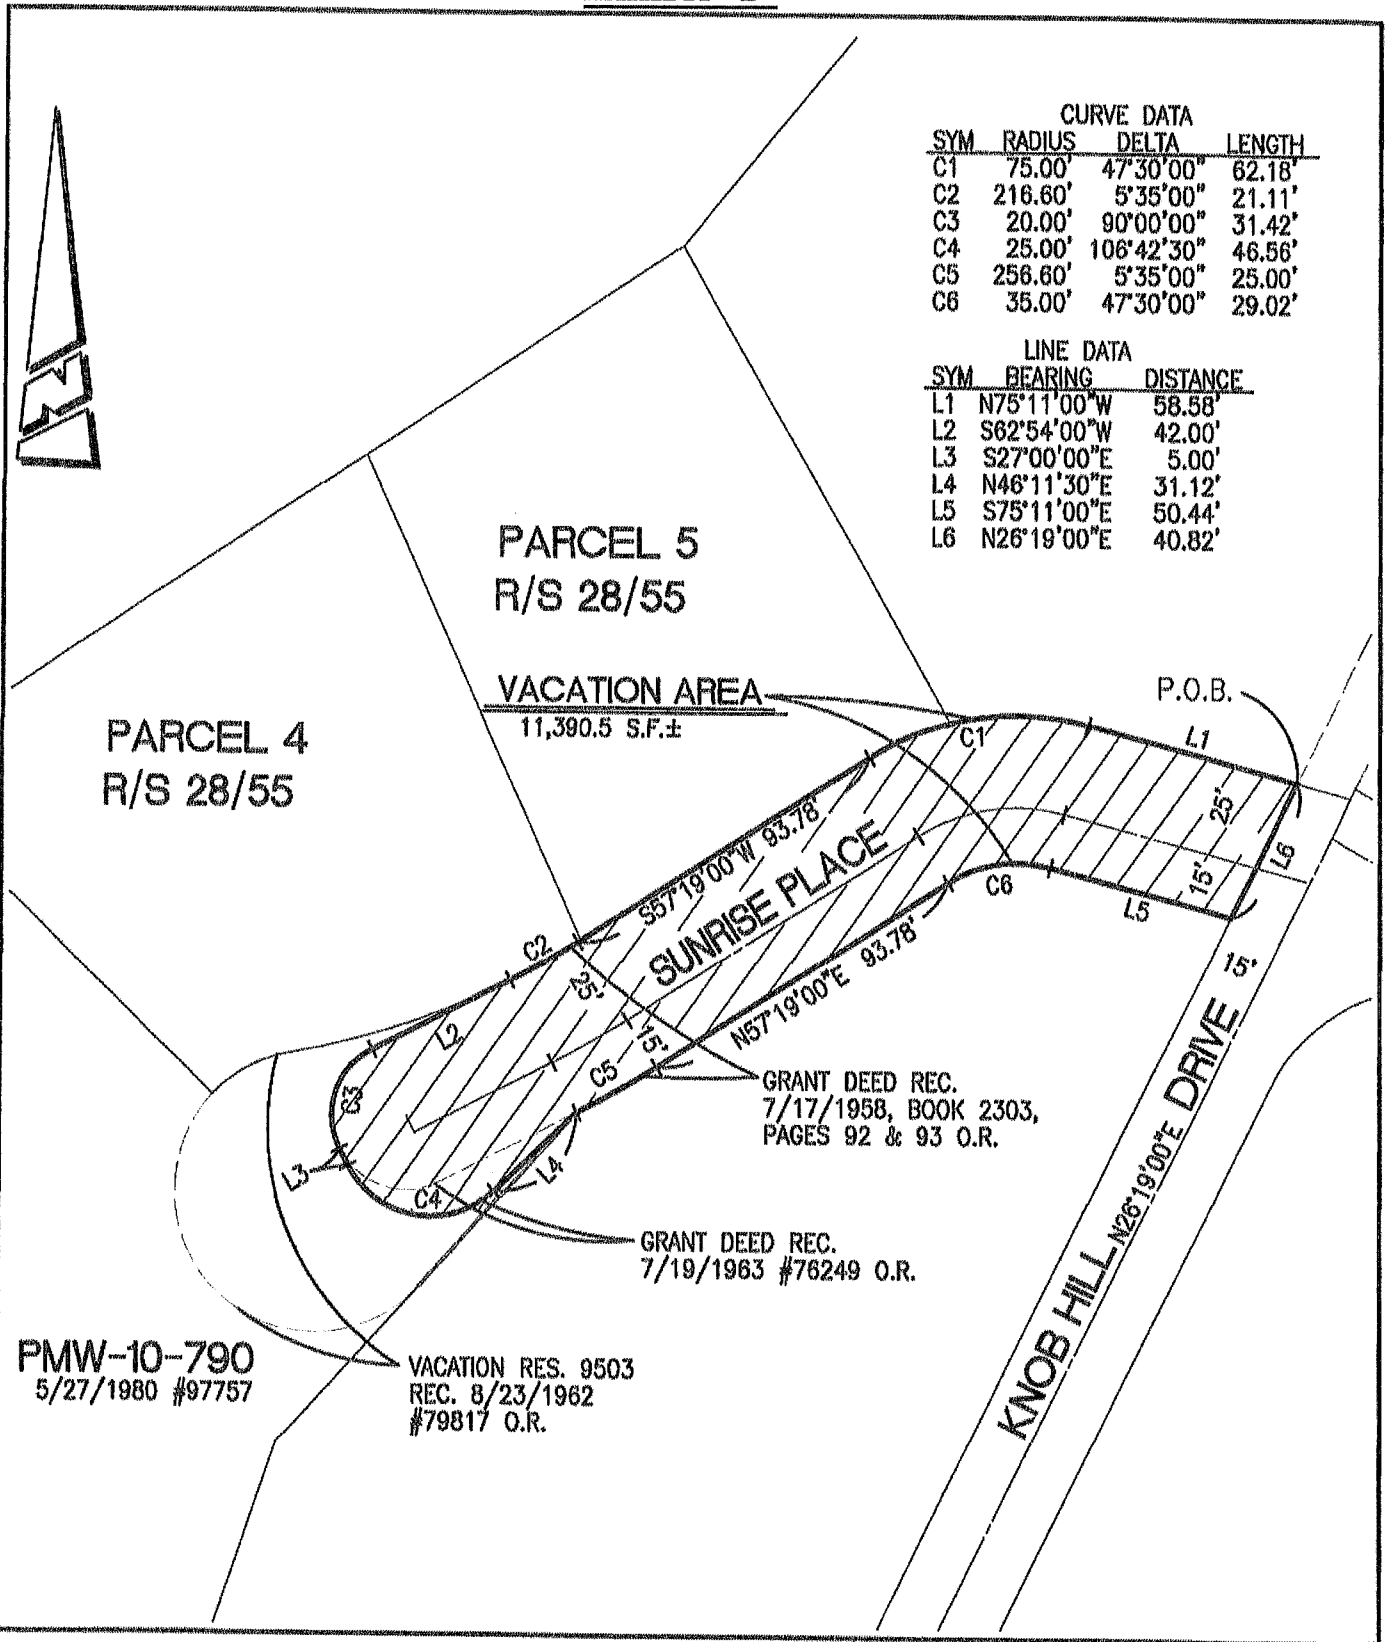 CURVE DATA
SYM RADIUS DELTA LENGTH
C1 75.00' 47°30'00" 62.18'
C2 216.60' 5°35'00" 21.11'
C3 20.00' 90°00'00" 31.42'
C4 25.00' 106°42'30" 46.56'
C5 256.60' 5°35'00" 25.00'
C6 35.00' 47°30'00" 29.02'
LINE DATA
SYM BEARING DISTANCE
L1 N75°11'00"W 58.58'
L2 S62°54'00"W 42.00'
L3 S27°00'00"E 5.00'
L4 N46°11'30"E 31.12'
L5 S75°11'00"E 50.44'
L6 N26°19'00"E 40.82'
N
PARCEL 5
R/S 28/55
VACATION AREA
11,390.5 S.F.±
P.O.B.
PARCEL 4
R/S 28/55
C1
L1
25'
L6
15'
S57°19'00"W 93.78'
SUNRISE PLACE
C6
L5
C2
25'
15'
15'
N57°19'00"E 93.78'
L2
C5
C3
GRANT DEED REC.
7/17/1958, BOOK 2303,
PAGES 92 & 93 O.R.
L3
C4
L4
GRANT DEED REC.
7/19/1963 #76249 O.R.
KNOB HILL N26°19'00"E DRIVE
PMW-10-790
5/27/1980 #97757
VACATION RES. 9503
REC. 8/23/1962
#79817 O.R.